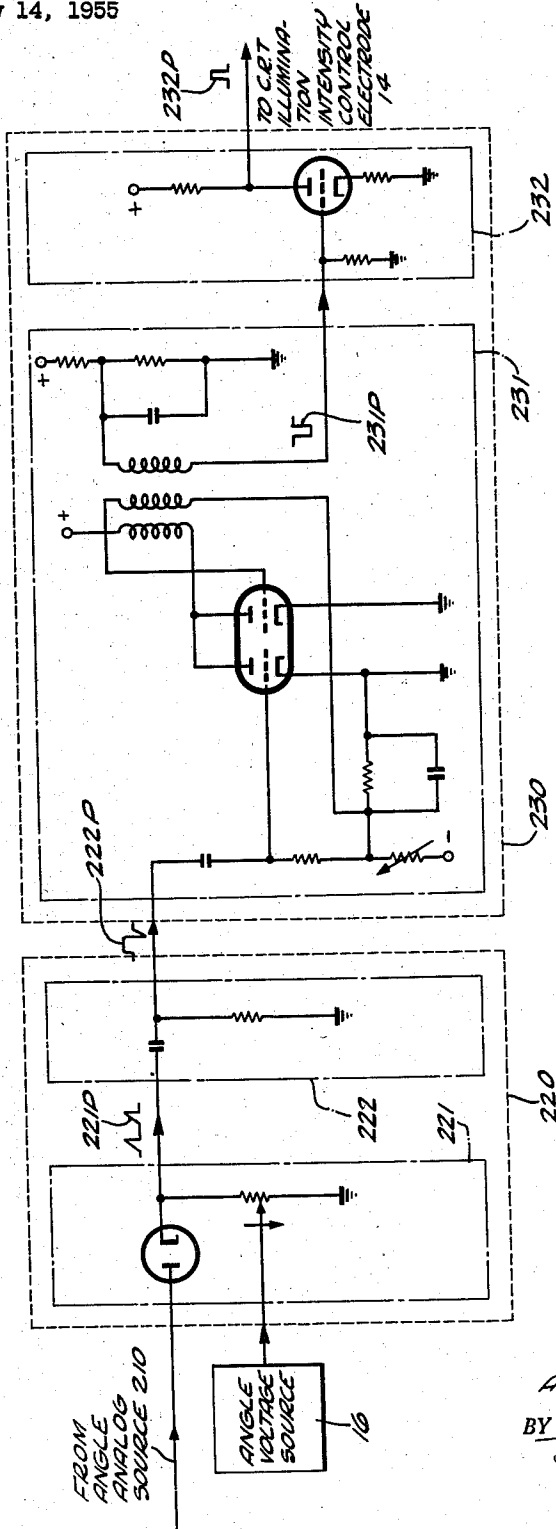 14, 1955
232P
TO C.R.T
ILLUMINA-
TION
INTENSITY
CONTROL
ELECTRODE
14
+
232
+
+
231P
231
222P
-
230
221P
222
221
220
FROM
ANGLE
ANALOG
SOURCE 210
ANGLE
VOLTAGE
SOURCE
16
BY